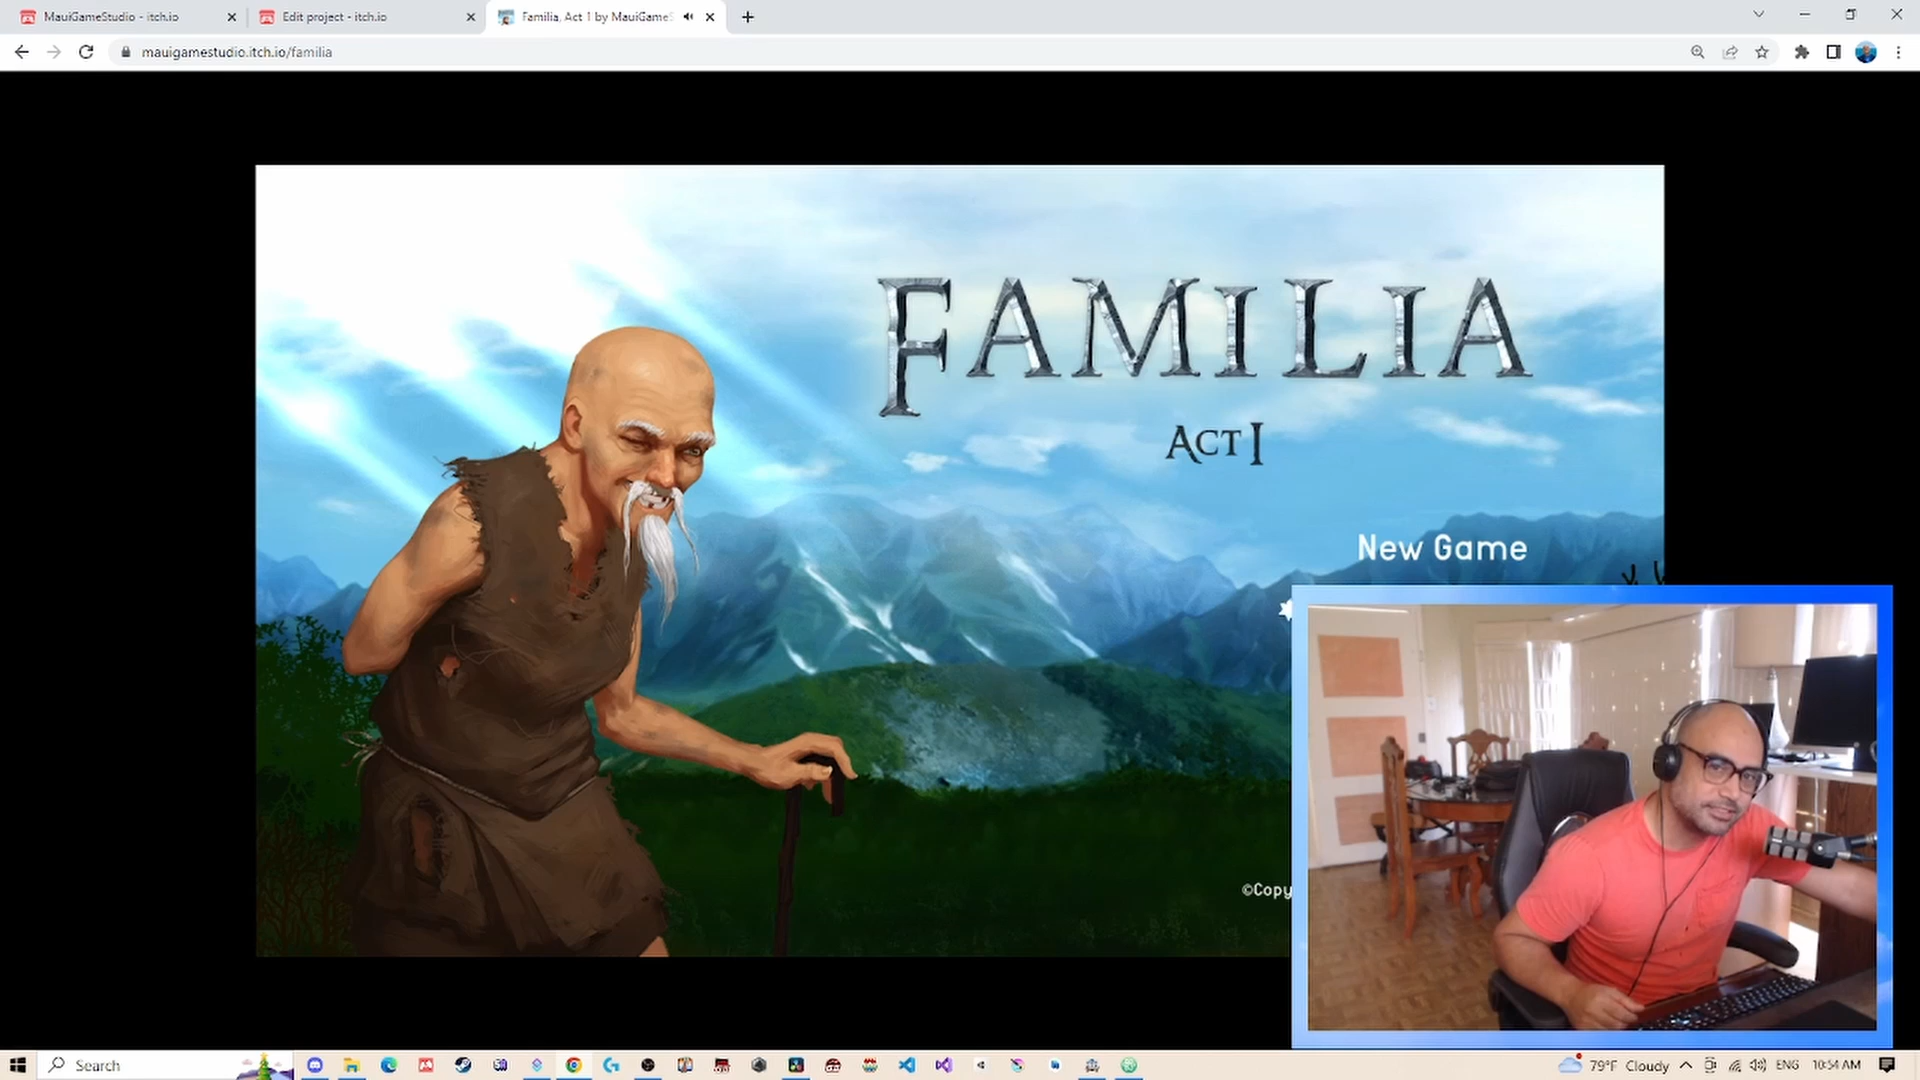 MauiGameStudio - itch.io
Edit project - itch.io
Familia, Act 1 by MauiGameS
mauigamestudio.itch.io/familia
FAMILIA
ACT I
New Game
©Copy
Search
79°F Cloudy
ENG
10:54 AM